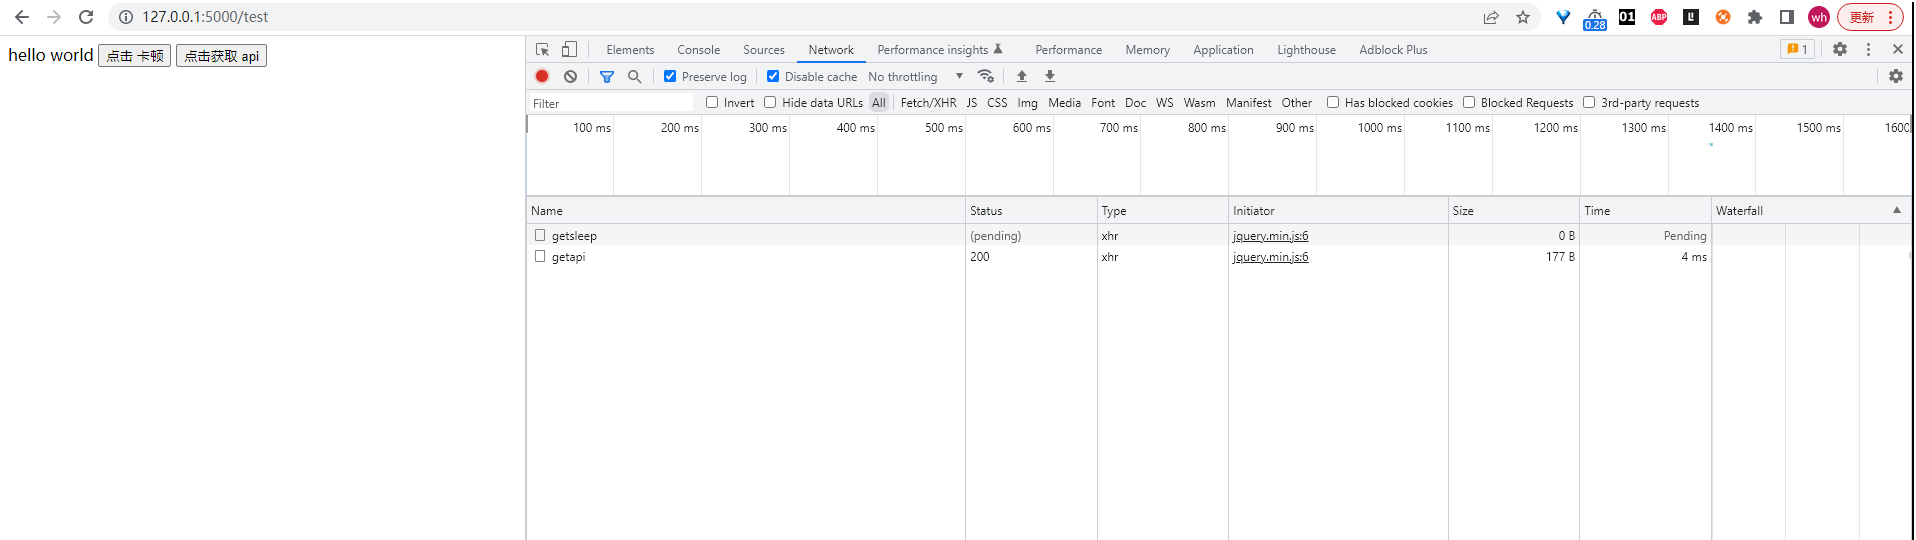 127.0.0.1:5000/test 0.28 01 ABP L! wh 更新
hello world 点击 卡顿 点击获取 api
Elements Console Sources Network Performance insights Performance Memory Application Lighthouse Adblock Plus 1
Preserve log Disable cache No throttling
Filter Invert Hide data URLs All Fetch/XHR JS CSS Img Media Font Doc WS Wasm Manifest Other Has blocked cookies Blocked Requests 3rd-party requests
100 ms 200 ms 300 ms 400 ms 500 ms 600 ms 700 ms 800 ms 900 ms 1000 ms 1100 ms 1200 ms 1300 ms 1400 ms 1500 ms 1600
Name Status Type Initiator Size Time Waterfall
getsleep (pending) xhr jquery.min.js:6 0 B Pending
getapi 200 xhr jquery.min.js:6 177 B 4 ms